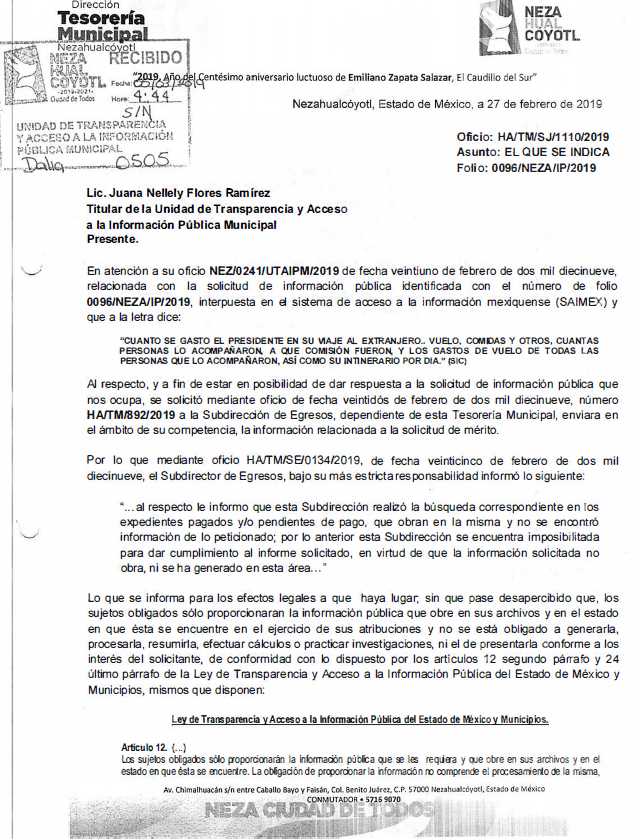 Dirección
Tesorería
Municipal
Nezahualcóyotl
NEZA
HUAL
COYOTL
-2019-2021-
Ciudad de Todos
RECIBIDO
Fecha: 05/03/2019
Hora: 4:44
S/N
UNIDAD DE TRANSPARENCIA
Y ACCESO A LA INFORMACIÓN
PÚBLICA MUNICIPAL
Dalia 0505
NEZA
HUAL
COYOTL
"2019, Año del Centésimo aniversario luctuoso de Emiliano Zapata Salazar, El Caudillo del Sur"
Nezahualcóyotl, Estado de México, a 27 de febrero de 2019
Oficio: HA/TM/SJ/1110/2019
Asunto: EL QUE SE INDICA
Folio: 0096/NEZA/IP/2019
Lic. Juana Nellely Flores Ramírez
Titular de la Unidad de Transparencia y Acceso
a la Información Pública Municipal
Presente.
En atención a su oficio NEZ/0241/UTAIPM/2019 de fecha veintiuno de febrero de dos mil diecinueve,
relacionada con la solicitud de información pública identificada con el número de folio
0096/NEZA/IP/2019, interpuesta en el sistema de acceso a la información mexiquense (SAIMEX) y
que a la letra dice:
"CUANTO SE GASTO EL PRESIDENTE EN SU VIAJE AL EXTRANJERO.. VUELO, COMIDAS Y OTROS, CUANTAS
PERSONAS LO ACOMPAÑARON, A QUE COMISIÓN FUERON, Y LOS GASTOS DE VUELO DE TODAS LAS
PERSONAS QUE LO ACOMPAÑARON, ASÍ COMO SU INTINERARIO POR DIA." (SIC)
Al respecto, y a fin de estar en posibilidad de dar respuesta a la solicitud de información pública que
nos ocupa, se solicitó mediante oficio de fecha veintidós de febrero de dos mil diecinueve, número
HA/TM/892/2019 a la Subdirección de Egresos, dependiente de esta Tesorería Municipal, enviara en
el ámbito de su competencia, la información relacionada a la solicitud de mérito.
Por lo que mediante oficio HA/TM/SE/0134/2019, de fecha veinticinco de febrero de dos mil
diecinueve, el Subdirector de Egresos, bajo su más estricta responsabilidad informó lo siguiente:
"...al respecto le informo que esta Subdirección realizó la búsqueda correspondiente en los
expedientes pagados y/o pendientes de pago, que obran en la misma y no se encontró
información de lo peticionado; por lo anterior esta Subdirección se encuentra imposibilitada
para dar cumplimiento al informe solicitado, en virtud de que la información solicitada no
obra, ni se ha generado en esta área..."
Lo que se informa para los efectos legales a que haya lugar, sin que pase desapercibido que, los
sujetos obligados sólo proporcionaran la información pública que obre en sus archivos y en el estado
en que ésta se encuentre en el ejercicio de sus atribuciones y no se está obligado a generarla,
procesarla, resumirla, efectuar cálculos o practicar investigaciones, ni el de presentarla conforme a los
interés del solicitante, de conformidad con lo dispuesto por los artículos 12 segundo párrafo y 24
último párrafo de la Ley de Transparencia y Acceso a la Información Pública del Estado de México y
Municipios, mismos que disponen:
Ley de Transparencia y Acceso a la Información Pública del Estado de México y Municipios.
Artículo 12. (...)
Los sujetos obligados sólo proporcionarán la información pública que se les requiera y que obre en sus archivos y en el
estado en que ésta se encuentre. La obligación de proporcionar la información no comprende el procesamiento de la misma,
Av. Chimalhuacán s/n entre Caballo Bayo y Faisán, Col. Benito Juárez, C.P. 57000 Nezahualcóyotl, Estado de México
CONMUTADOR • 5716 9070
NEZA CIUDAD DE TODOS